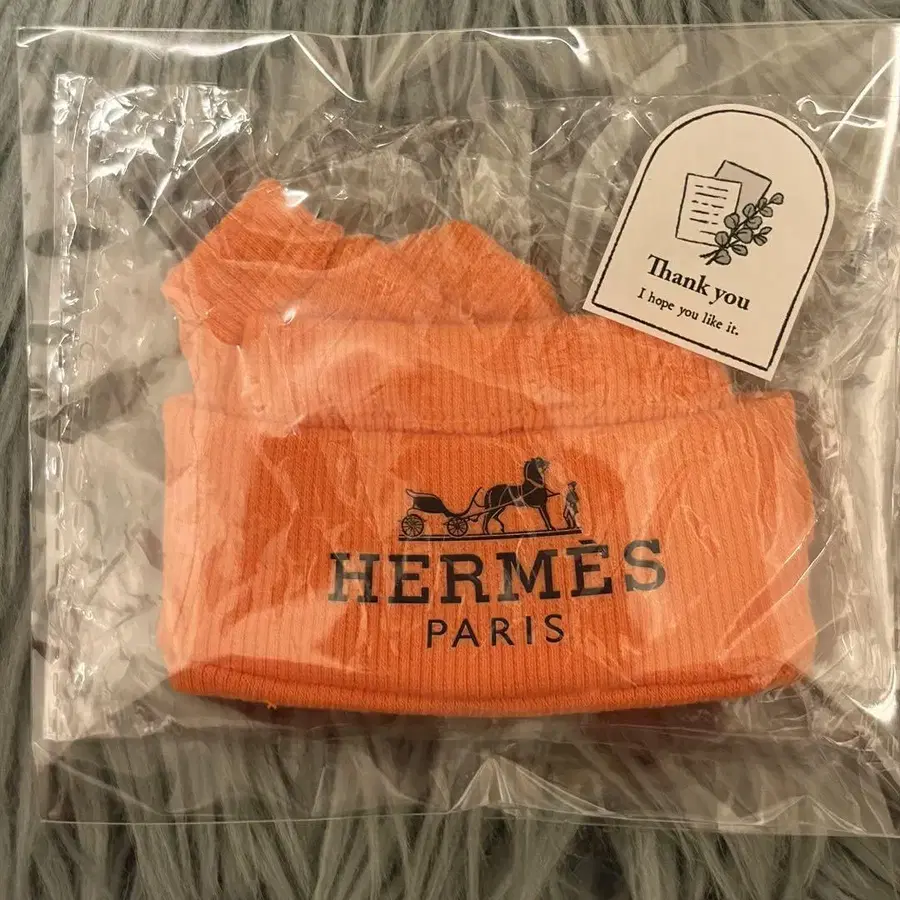 Thank you
I hope you like it.
HERMÈS
PARIS